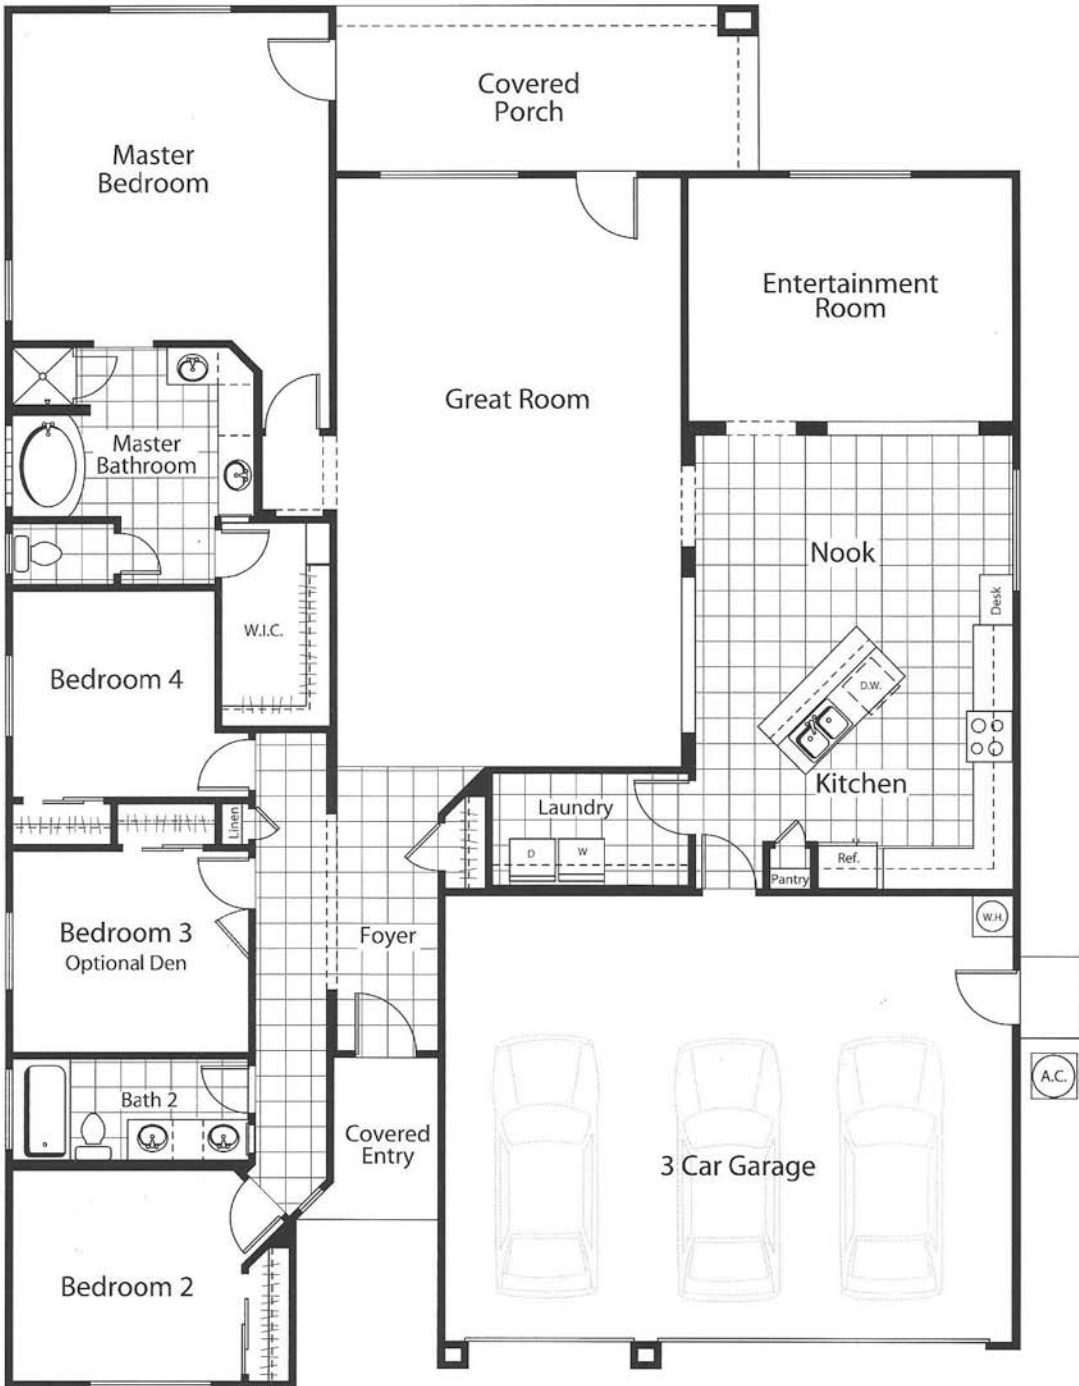 Covered
Porch
Master
Bedroom
Entertainment
Room
Great Room
Master
Bathroom
Nook
Desk
W.I.C.
Bedroom 4
D.W.
Kitchen
Laundry
Linen
D
W
Ref.
Pantry
W.H.
Bedroom 3
Optional Den
Foyer
A.C.
Bath 2
Covered
Entry
3 Car Garage
Bedroom 2